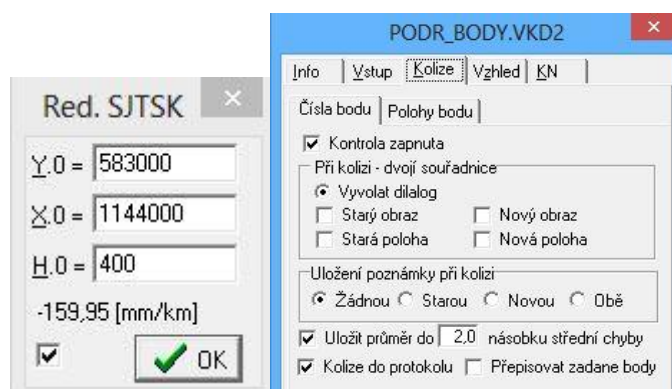 Red. SJTSK
Y.0 = 583000
X.0 = 1144000
H.0 = 400
-159,95 [mm/km]
OK
PODR_BODY.VKD2
Info Vstup Kolize Vzhled KN
Čísla bodu Polohy bodu
Kontrola zapnuta
Při kolizi - dvojí souřadnice
Vyvolat dialog
Starý obraz Nový obraz
Stará poloha Nová poloha
Uložení poznámky při kolizi
Žádnou Starou Novou Obě
Uložit průměr do 2,0 násobku střední chyby
Kolize do protokolu Přepisovat zadane body